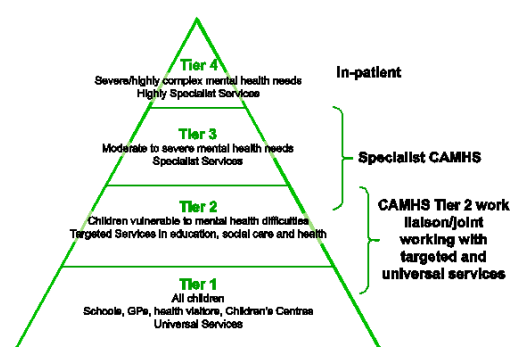 Tier 4
Severe/highly complex mental health needs
Highly Specialist Services
In-patient
Tier 3
Moderate to severe mental health needs
Specialist Services
Specialist CAMHS
Tier 2
Children vulnerable to mental health difficulties
Targeted Services in education, social care and health
CAMHS Tier 2 work
liaison/joint
working with
targeted and
universal services
Tier 1
All children
Schools, GPs, health visitors, Children's Centres
Universal Services